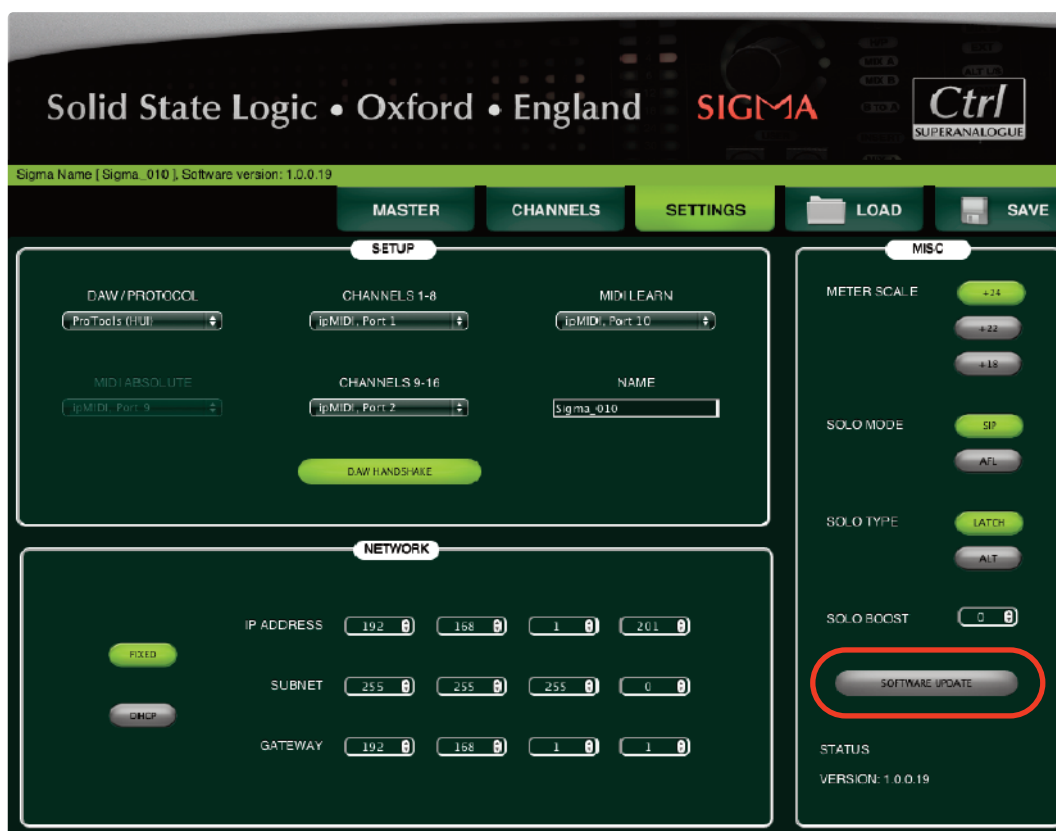 Solid State Logic • Oxford • England SIGMA Ctrl
SUPERANALOGUE
Sigma Name [ Sigma_010 ], Software version: 1.0.0.19
MASTER CHANNELS SETTINGS LOAD SAVE
SETUP
DAW / PROTOCOL CHANNELS 1-8 MIDI LEARN
ProTools (HUI) ipMIDI, Port 1 ipMIDI, Port 10
MIDI ABSOLUTE CHANNELS 9-16 NAME
ipMIDI, Port 9 ipMIDI, Port 2 Sigma_010
DAW HANDSHAKE
NETWORK
IP ADDRESS 192 168 1 201
FIXED
SUBNET 255 255 255 0
DHCP
GATEWAY 192 168 1 1
MISC
METER SCALE +24
+22
+18
SOLO MODE SIP
AFL
SOLO TYPE LATCH
ALT
SOLO BOOST 0
SOFTWARE UPDATE
STATUS
VERSION: 1.0.0.19